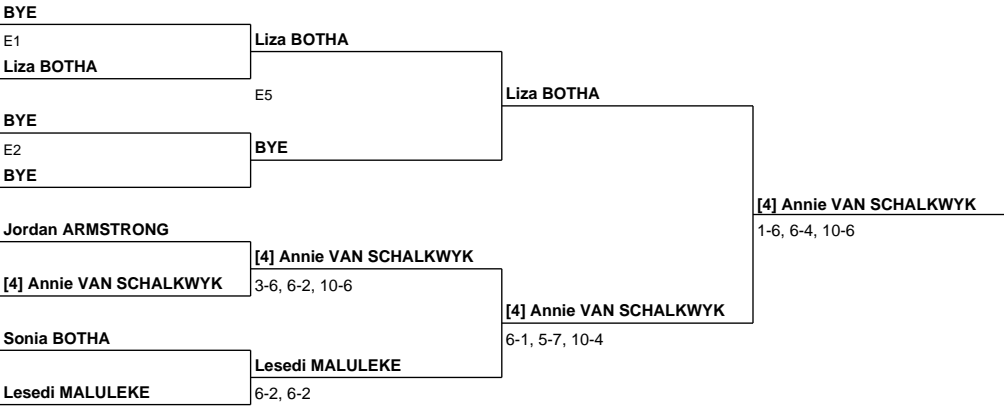 BYE
E1
Liza BOTHA
Liza BOTHA
E5
Liza BOTHA
BYE
E2
BYE
BYE
[4] Annie VAN SCHALKWYK
1-6, 6-4, 10-6
Jordan ARMSTRONG
[4] Annie VAN SCHALKWYK
[4] Annie VAN SCHALKWYK
3-6, 6-2, 10-6
[4] Annie VAN SCHALKWYK
6-1, 5-7, 10-4
Sonia BOTHA
Lesedi MALULEKE
Lesedi MALULEKE
6-2, 6-2